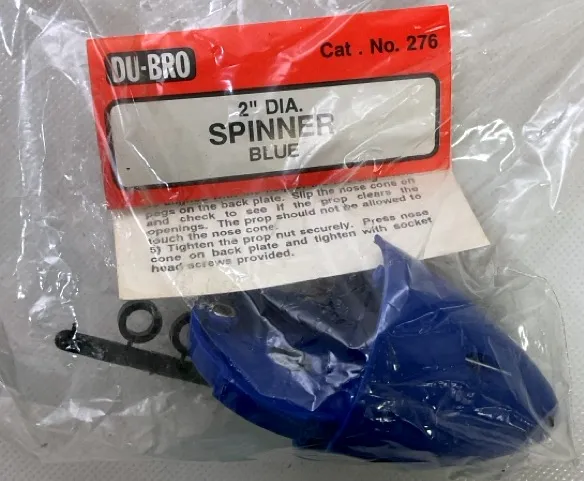 DU-BRO
Cat . No. 276
2" DIA.
SPINNER
BLUE
pegs on the back plate. Slip the nose cone on
and check to see if the prop clears the
openings. The prop should not be allowed to
touch the nose cone.
5) Tighten the prop nut securely. Press nose
cone on back plate and tighten with socket
head screws provided.